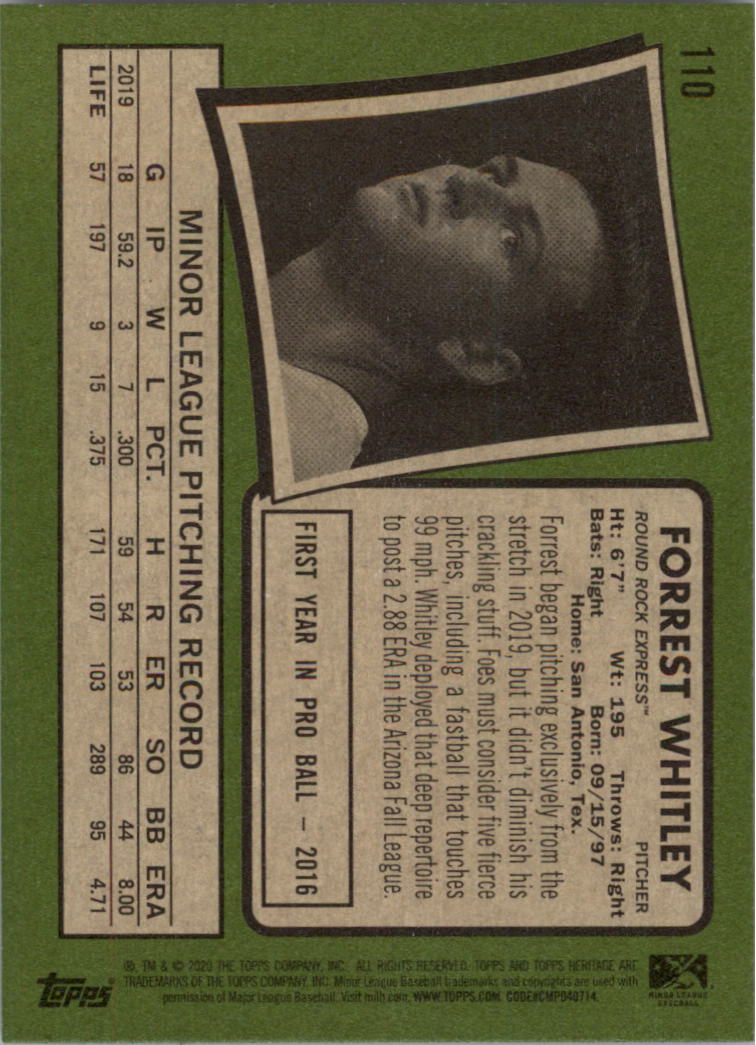 110
FORREST WHITLEY
ROUND ROCK EXPRESS™ PITCHER
Ht: 6'7" Wt: 195 Throws: Right
Bats: Right Born: 09/15/97
Home: San Antonio, Tex.
Forrest began pitching exclusively from the
stretch in 2019, but it didn't diminish his
crackling stuff. Foes must consider five fierce
pitches, including a fastball that touches
99 mph. Whitley deployed that deep repertoire
to post a 2.88 ERA in the Arizona Fall League.
FIRST YEAR IN PRO BALL – 2016
MINOR LEAGUE PITCHING RECORD
G IP W L PCT. H R ER SO BB ERA
2019 18 59.2 3 7 .300 59 54 53 86 44 8.00
LIFE 57 197 9 15 .375 171 107 103 289 95 4.71
MINOR LEAGUE
BASEBALL
®, TM & © 2020 THE TOPPS COMPANY, INC. ALL RIGHTS RESERVED. TOPPS AND TOPPS HERITAGE ARE
TRADEMARKS OF THE TOPPS COMPANY, INC. Minor League Baseball trademarks and copyrights are used with
permission of Major League Baseball. Visit milb.com. WWW.TOPPS.COM. CODE#CMP040714.
topps